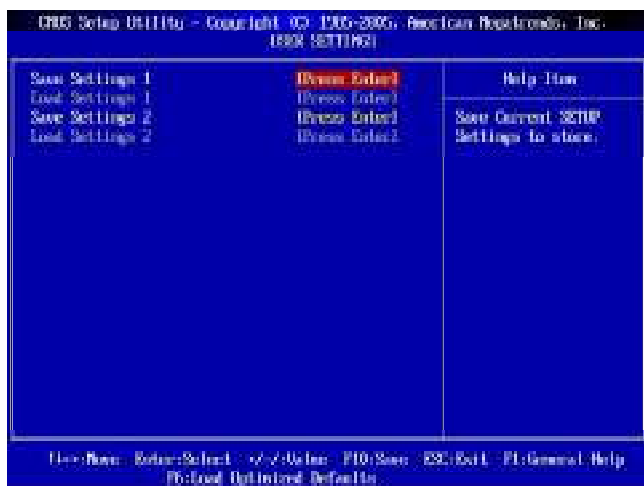 CMOS Setup Utility - Copyright (C) 1985-2005, American Megatrends, Inc.
USER SETTINGS
Save Settings 1 [Press Enter]
Load Settings 1 [Press Enter]
Save Settings 2 [Press Enter]
Load Settings 2 [Press Enter]
Help Item
Save Current SETUP
Settings to store.
:Move Enter:Select +/-/:Value F10:Save ESC:Exit F1:General Help
F6:Load Optimized Defaults